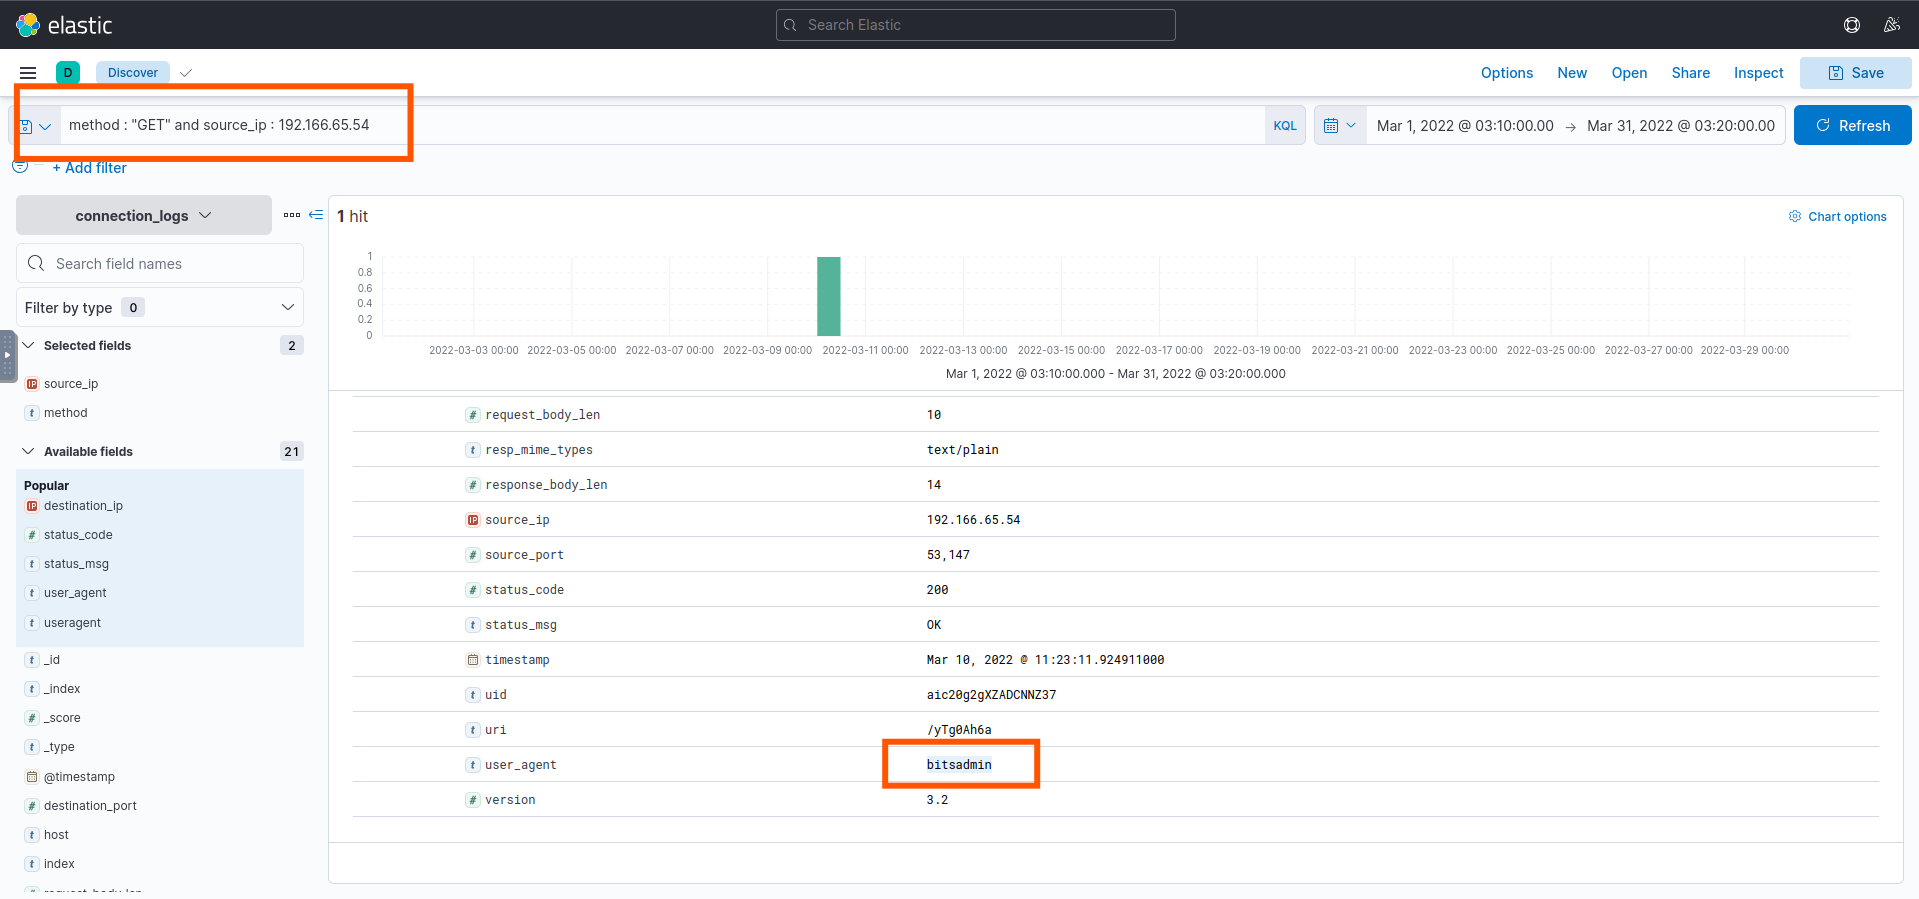 elastic
Search Elastic
D
Discover
Options New Open Share Inspect Save
method : "GET" and source_ip : 192.166.65.54
KQL
Mar 1, 2022 @ 03:10:00.00 → Mar 31, 2022 @ 03:20:00.00
Refresh
+ Add filter
connection_logs
Search field names
Filter by type 0
Selected fields 2
source_ip
method
Available fields 21
Popular
destination_ip
status_code
status_msg
user_agent
useragent
_id
_index
_score
_type
@timestamp
destination_port
host
index
request_body_len
1 hit
Chart options
1
0.8
0.6
0.4
0.2
0
2022-03-03 00:00 2022-03-05 00:00 2022-03-07 00:00 2022-03-09 00:00 2022-03-11 00:00 2022-03-13 00:00 2022-03-15 00:00 2022-03-17 00:00 2022-03-19 00:00 2022-03-21 00:00 2022-03-23 00:00 2022-03-25 00:00 2022-03-27 00:00 2022-03-29 00:00
Mar 1, 2022 @ 03:10:00.000 - Mar 31, 2022 @ 03:20:00.000
# request_body_len 10
t resp_mime_types text/plain
# response_body_len 14
IP source_ip 192.166.65.54
# source_port 53,147
# status_code 200
t status_msg OK
timestamp Mar 10, 2022 @ 11:23:11.924911000
t uid aic20g2gXZADCNNZ37
t uri /yTg0Ah6a
t user_agent bitsadmin
# version 3.2